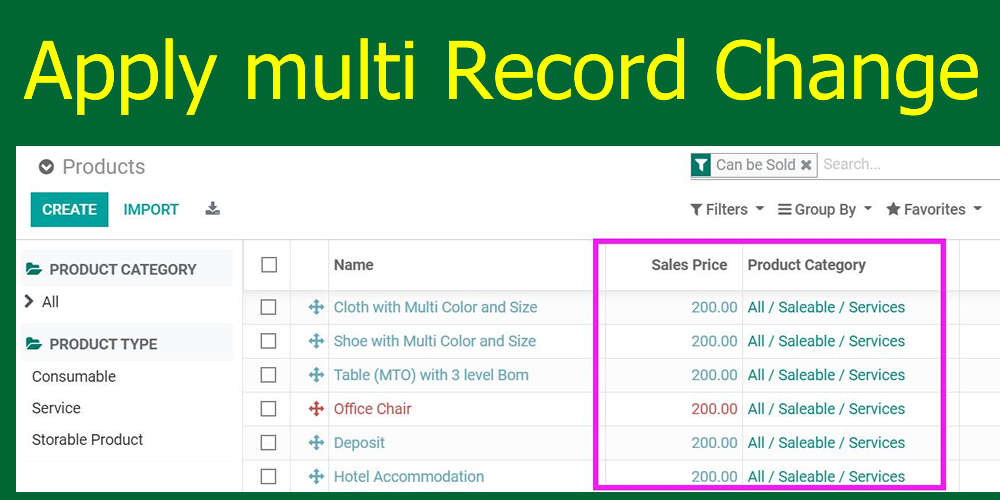 Apply multi Record Change
Products
Can be Sold
Search...
CREATE
IMPORT
Filters
Group By
Favorites
PRODUCT CATEGORY
All
PRODUCT TYPE
Consumable
Service
Storable Product
Name Sales Price Product Category
Cloth with Multi Color and Size 200.00 All / Saleable / Services
Shoe with Multi Color and Size 200.00 All / Saleable / Services
Table (MTO) with 3 level Bom 200.00 All / Saleable / Services
Office Chair 200.00 All / Saleable / Services
Deposit 200.00 All / Saleable / Services
Hotel Accommodation 200.00 All / Saleable / Services